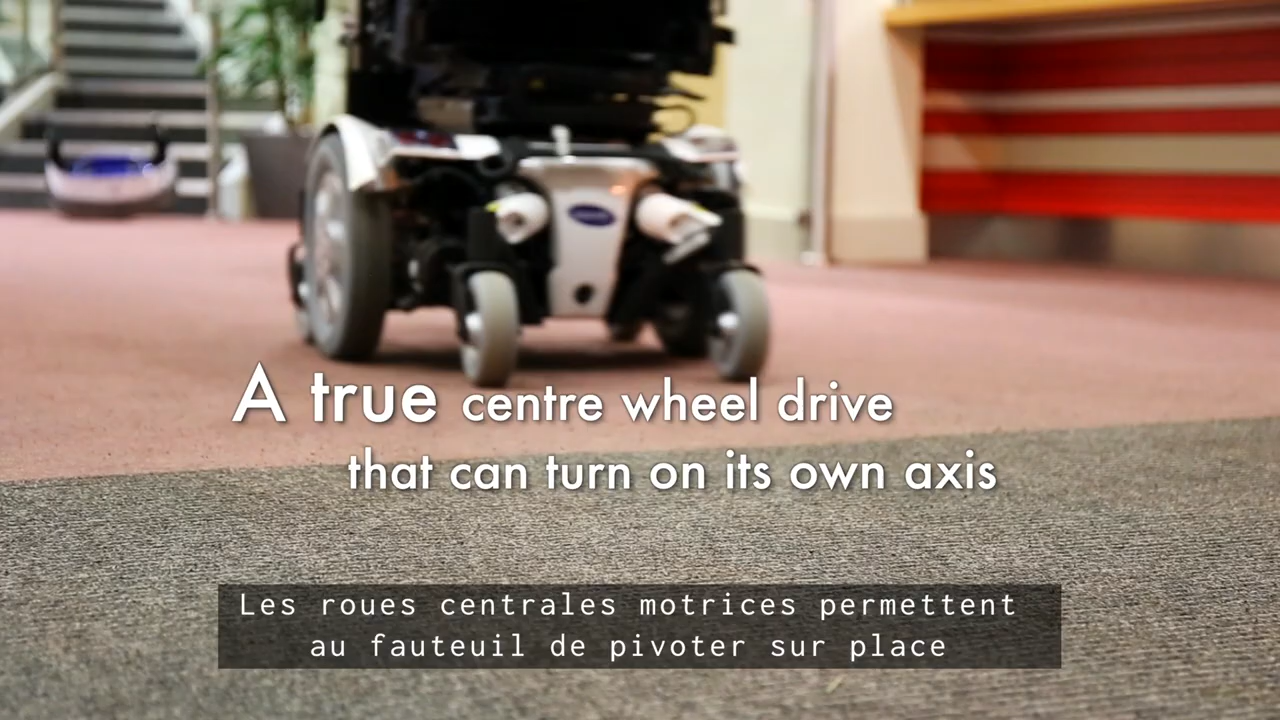 A true centre wheel drive
that can turn on its own axis
Les roues centrales motrices permettent
au fauteuil de pivoter sur place